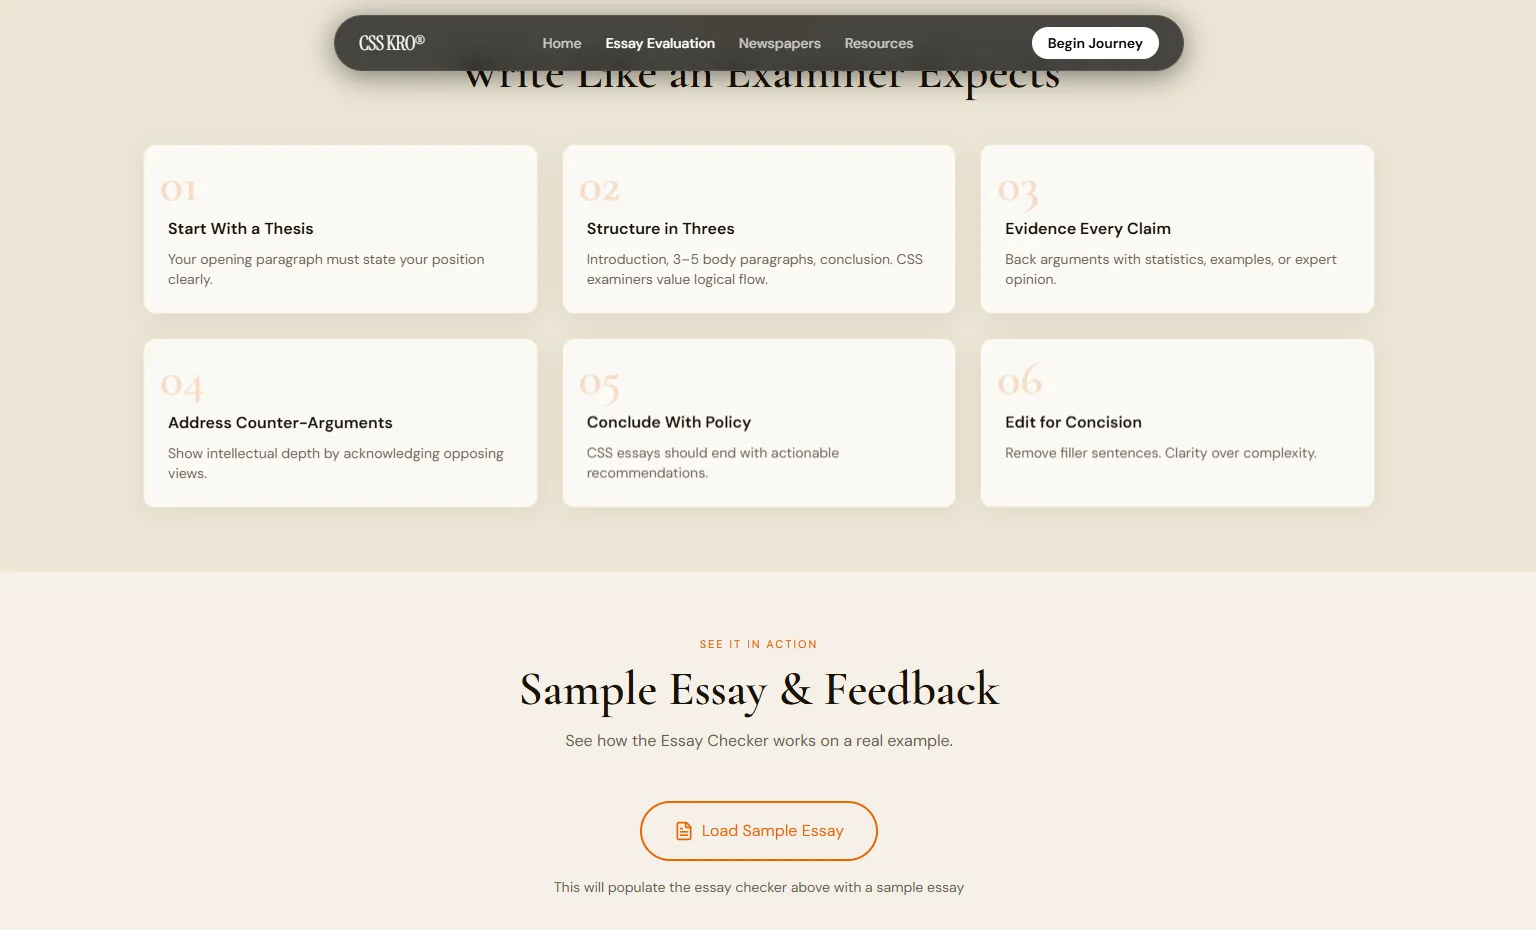 CSS KRO®
Home
Essay Evaluation
Newspapers
Resources
Begin Journey
Write Like an Examiner Expects
01
Start With a Thesis
Your opening paragraph must state your position
clearly.
02
Structure in Threes
Introduction, 3–5 body paragraphs, conclusion. CSS
examiners value logical flow.
03
Evidence Every Claim
Back arguments with statistics, examples, or expert
opinion.
04
Address Counter-Arguments
Show intellectual depth by acknowledging opposing
views.
05
Conclude With Policy
CSS essays should end with actionable
recommendations.
06
Edit for Concision
Remove filler sentences. Clarity over complexity.
SEE IT IN ACTION
Sample Essay & Feedback
See how the Essay Checker works on a real example.
Load Sample Essay
This will populate the essay checker above with a sample essay